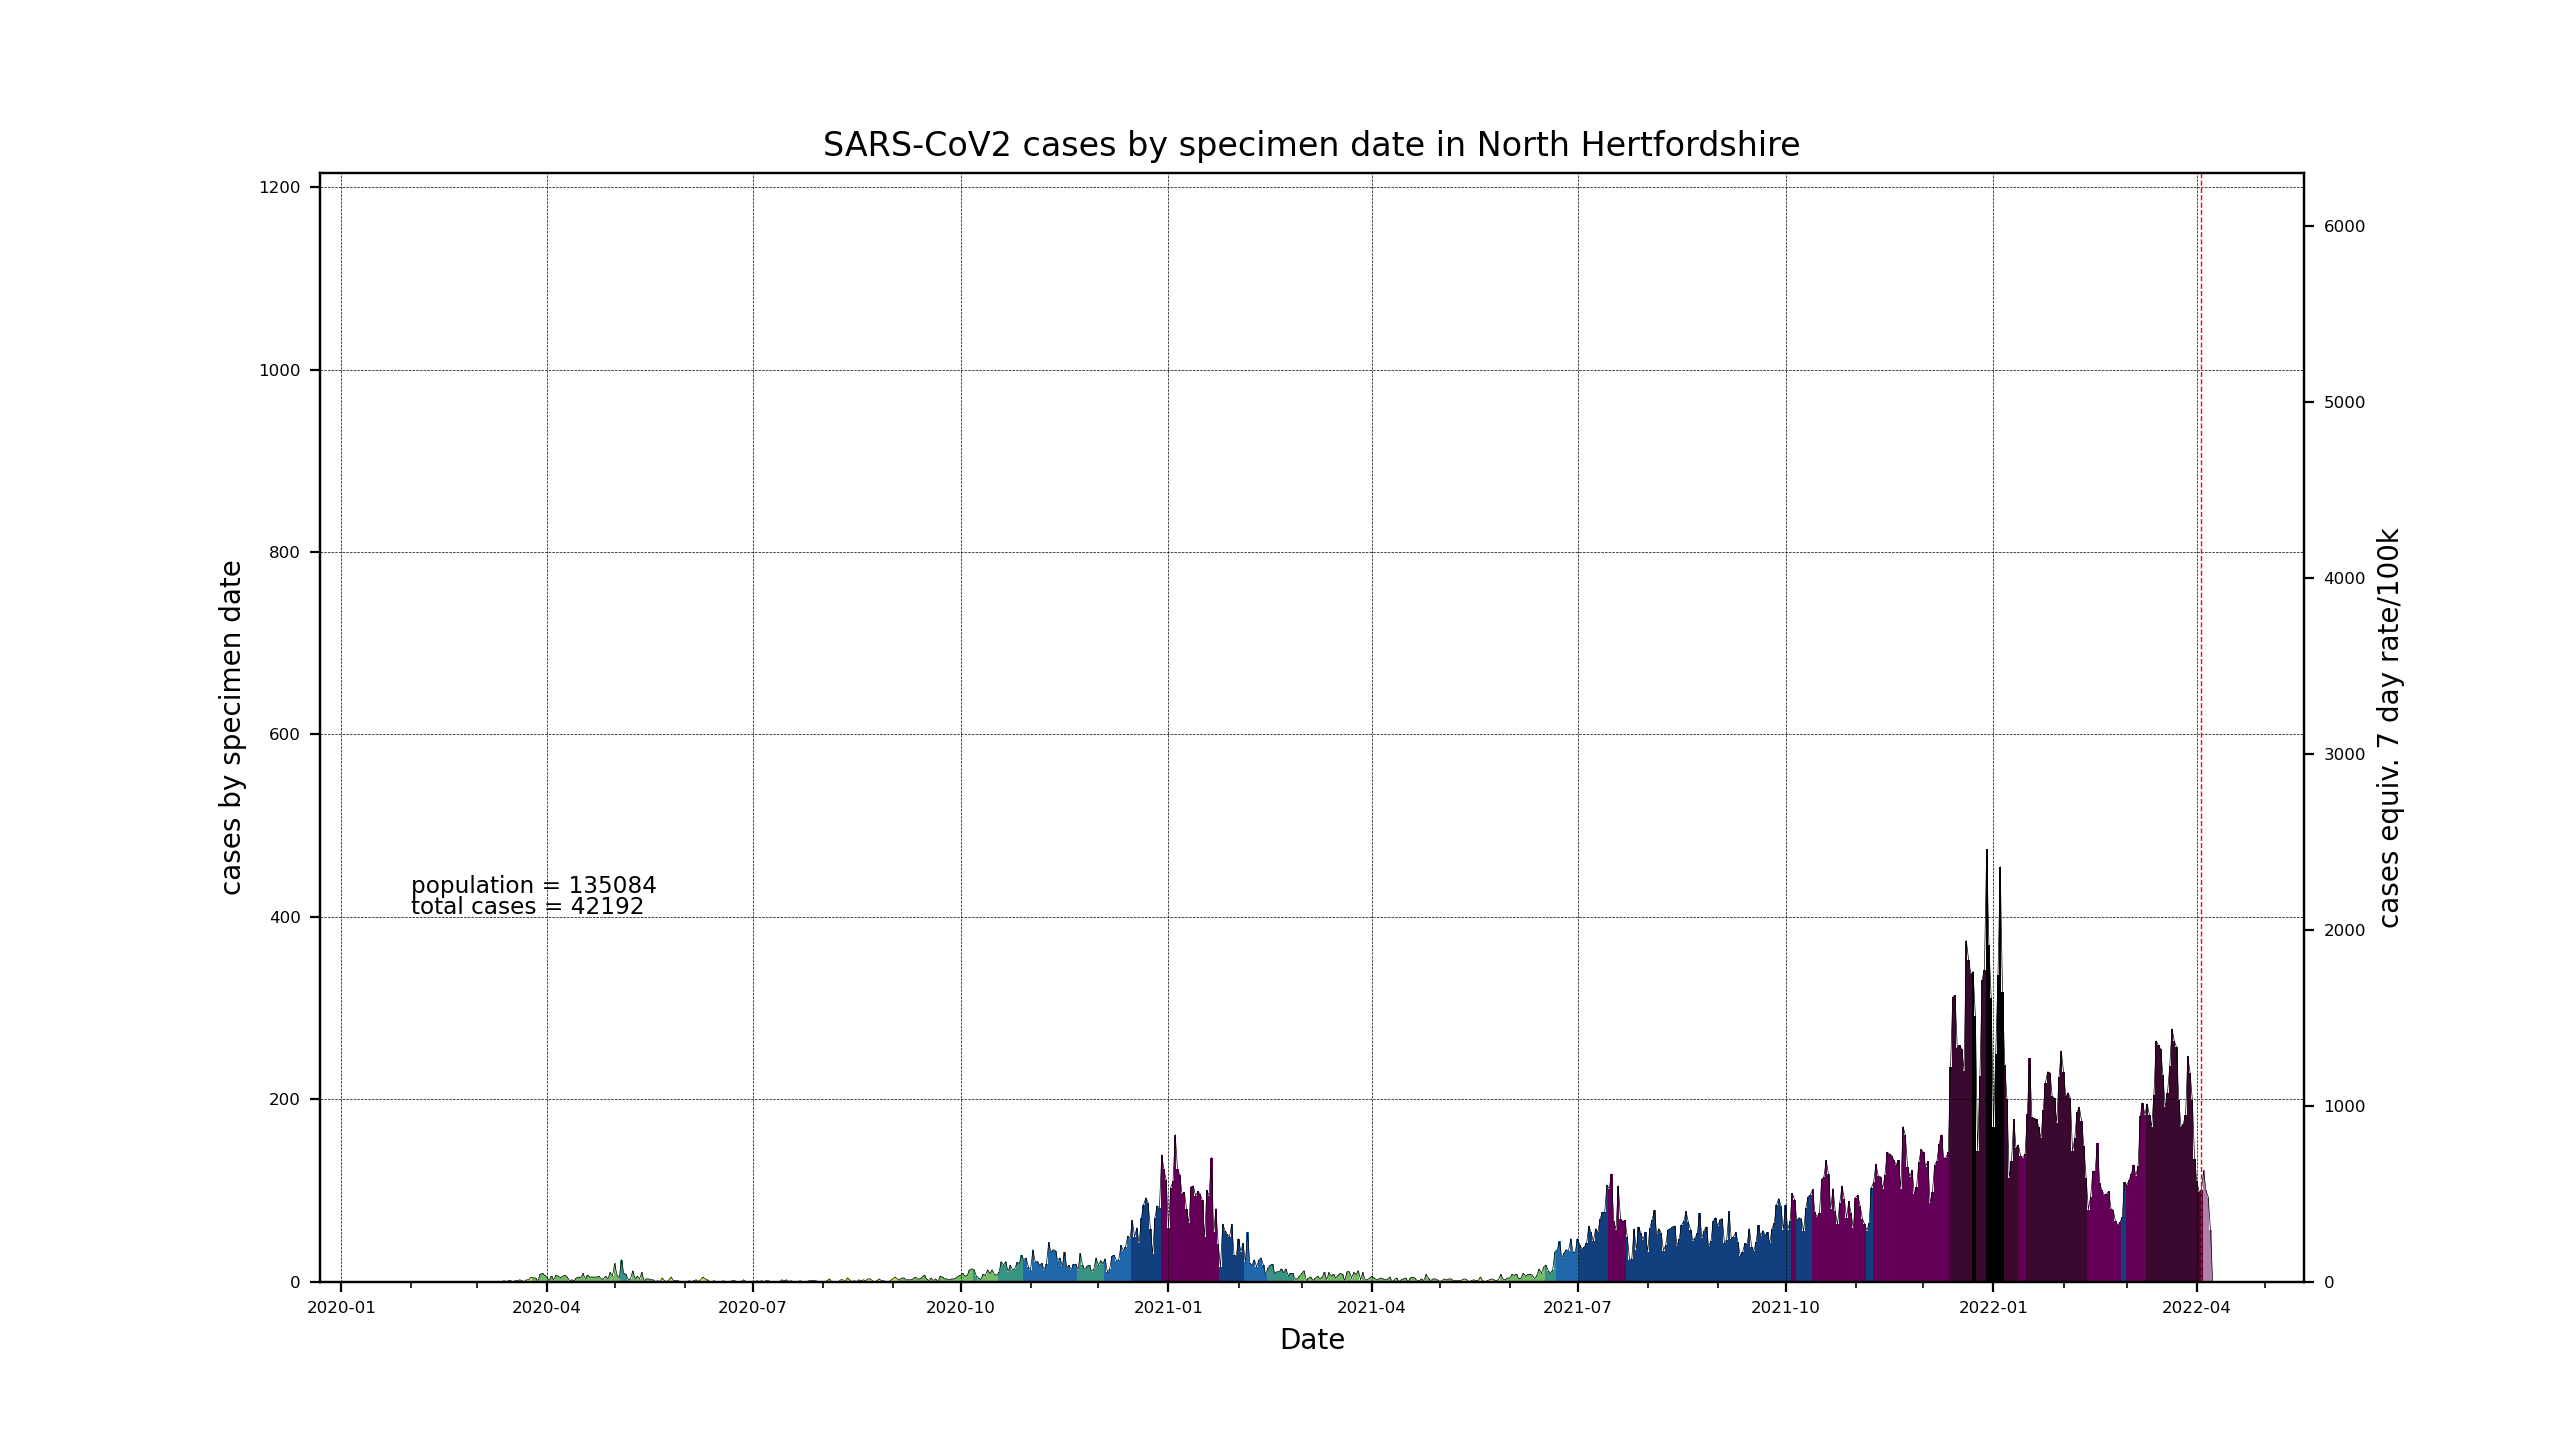 SARS-CoV2 cases by specimen date in North Hertfordshire
1200
1000
800
600
400
200
0
cases by specimen date
population = 135084
total cases = 42192
6000
5000
4000
3000
2000
1000
0
cases equiv. 7 day rate/100k
2020-01 2020-04 2020-07 2020-10 2021-01 2021-04 2021-07 2021-10 2022-01 2022-04
Date